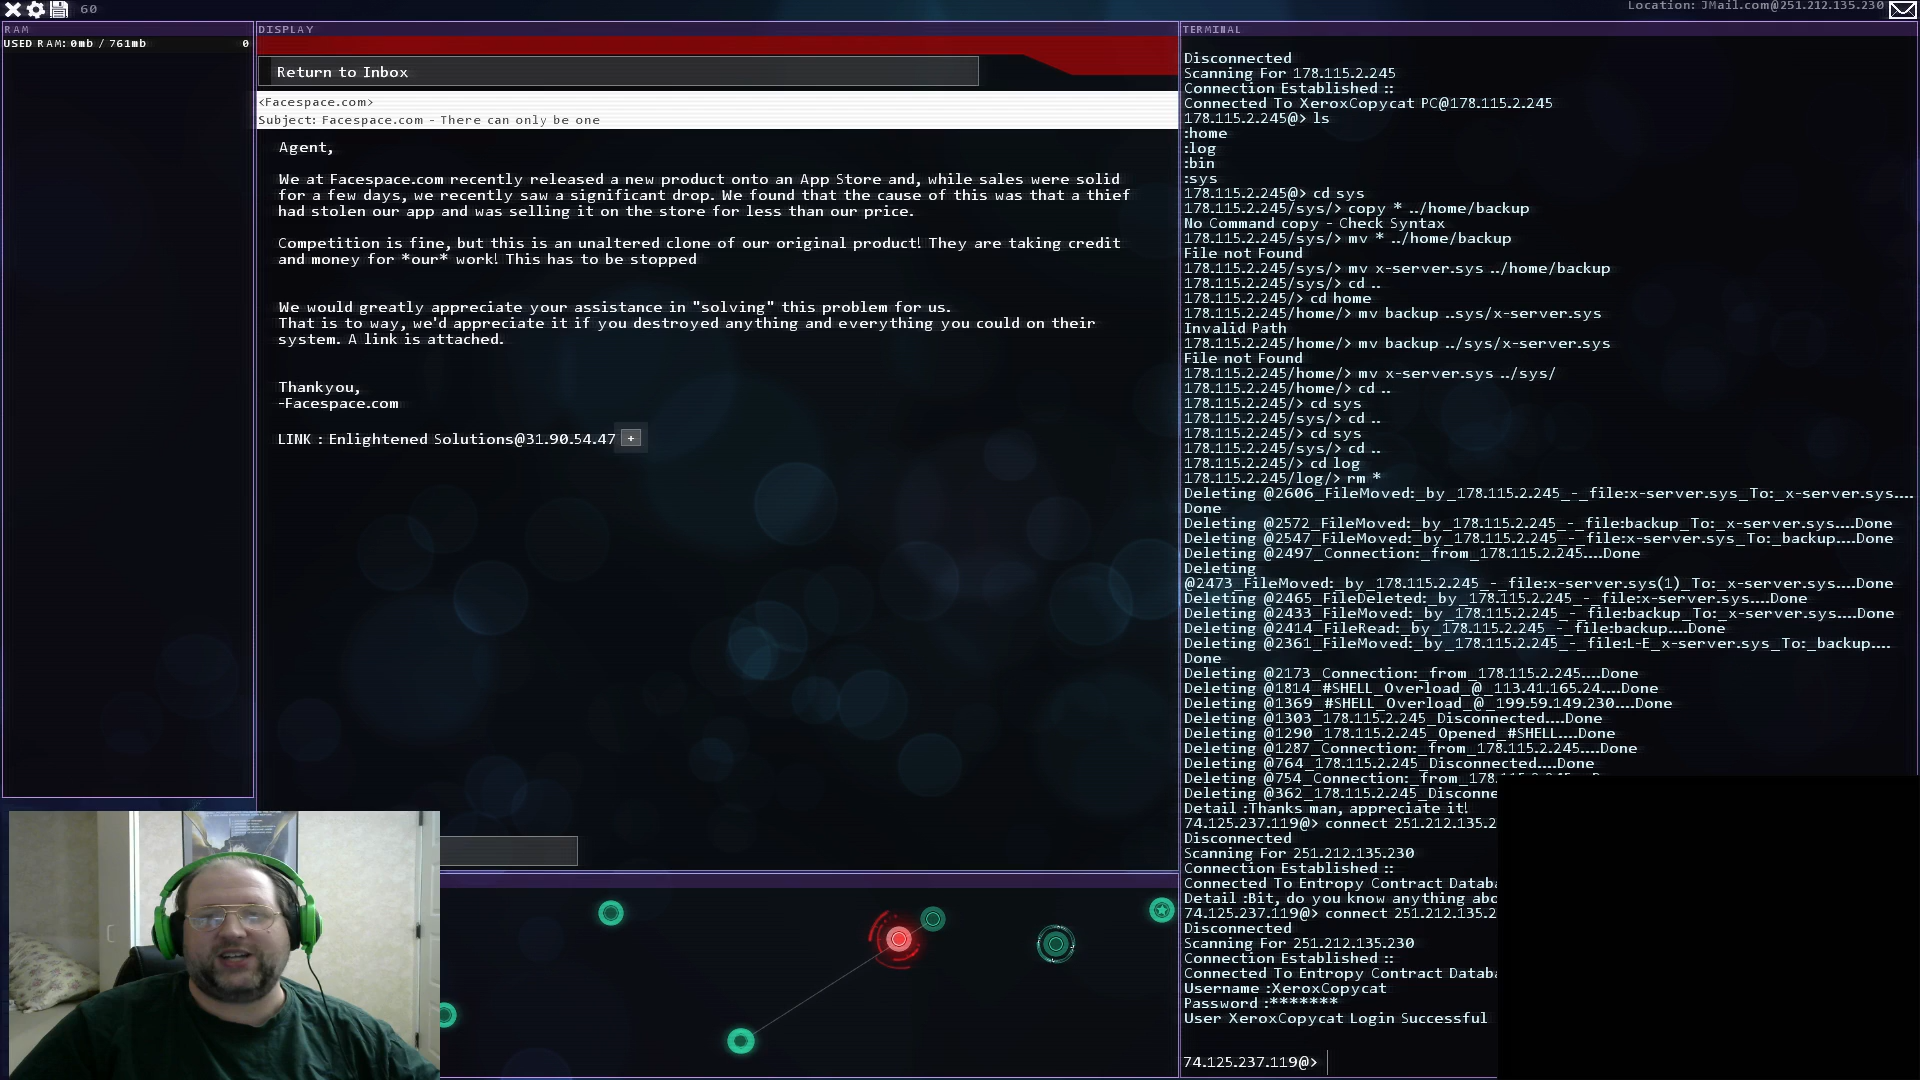 60
Location: JMail.com@251.212.135.230
RAM
USED RAM: 0mb / 761mb
0
DISPLAY
Return to Inbox
<Facespace.com>
Subject: Facespace.com - There can only be one
Agent,
We at Facespace.com recently released a new product onto an App Store and, while sales were solid
for a few days, we recently saw a significant drop. We found that the cause of this was that a thief
had stolen our app and was selling it on the store for less than our price.
Competition is fine, but this is an unaltered clone of our original product! They are taking credit
and money for *our* work! This has to be stopped
We would greatly appreciate your assistance in "solving" this problem for us.
That is to way, we'd appreciate it if you destroyed anything and everything you could on their
system. A link is attached.
Thankyou,
-Facespace.com
LINK : Enlightened Solutions@31.90.54.47 +
TERMINAL
Disconnected
Scanning For 178.115.2.245
Connection Established ::
Connected To XeroxCopycat PC@178.115.2.245
178.115.2.245@> ls
:home
:log
:bin
:sys
178.115.2.245@> cd sys
178.115.2.245/sys/> copy * ../home/backup
No Command copy - Check Syntax
178.115.2.245/sys/> mv * ../home/backup
File not Found
178.115.2.245/sys/> mv x-server.sys ../home/backup
178.115.2.245/sys/> cd ..
178.115.2.245/> cd home
178.115.2.245/home/> mv backup ..sys/x-server.sys
Invalid Path
178.115.2.245/home/> mv backup ../sys/x-server.sys
File not Found
178.115.2.245/home/> mv x-server.sys ../sys/
178.115.2.245/home/> cd ..
178.115.2.245/> cd sys
178.115.2.245/sys/> cd ..
178.115.2.245/> cd sys
178.115.2.245/sys/> cd ..
178.115.2.245/> cd log
178.115.2.245/log/> rm *
Deleting @2606_FileMoved:_by_178.115.2.245_-_file:x-server.sys_To:_x-server.sys....
Done
Deleting @2572_FileMoved:_by_178.115.2.245_-_file:backup_To:_x-server.sys....Done
Deleting @2547_FileMoved:_by_178.115.2.245_-_file:x-server.sys_To:_backup....Done
Deleting @2497_Connection:_from_178.115.2.245....Done
Deleting
@2473_FileMoved:_by_178.115.2.245_-_file:x-server.sys(1)_To:_x-server.sys....Done
Deleting @2465_FileDeleted:_by_178.115.2.245_-_file:x-server.sys....Done
Deleting @2433_FileMoved:_by_178.115.2.245_-_file:backup_To:_x-server.sys....Done
Deleting @2414_FileRead:_by_178.115.2.245_-_file:backup....Done
Deleting @2361_FileMoved:_by_178.115.2.245_-_file:L-E_x-server.sys_To:_backup....
Done
Deleting @2173_Connection:_from_178.115.2.245....Done
Deleting @1814_#SHELL_Overload_@_113.41.165.24....Done
Deleting @1369_#SHELL_Overload_@_199.59.149.230....Done
Deleting @1303_178.115.2.245_Disconnected....Done
Deleting @1290_178.115.2.245_Opened_#SHELL....Done
Deleting @1287_Connection:_from_178.115.2.245....Done
Deleting @764_178.115.2.245_Disconnected....Done
Deleting @754_Connection:_from_178.
Deleting @362_178.115.2.245_Disconne
Detail :Thanks man, appreciate it!
74.125.237.119@> connect 251.212.135.2
Disconnected
Scanning For 251.212.135.230
Connection Established ::
Connected To Entropy Contract Databa
Detail :Bit, do you know anything abo
74.125.237.119@> connect 251.212.135.2
Disconnected
Scanning For 251.212.135.230
Connection Established ::
Connected To Entropy Contract Databa
Username :XeroxCopycat
Password :*******
User XeroxCopycat Login Successful
74.125.237.119@>